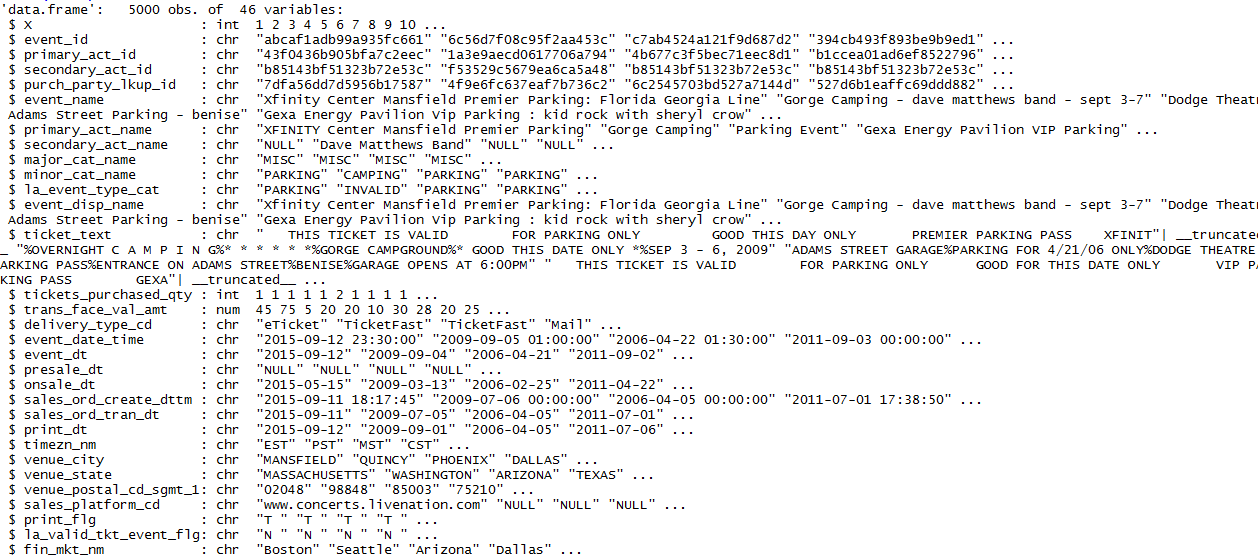 'data.frame':   5000 obs. of  46 variables:
 $ X                     : int  1 2 3 4 5 6 7 8 9 10 ...
 $ event_id              : chr  "abcaf1adb99a935fc661" "6c56d7f08c95f2aa453c" "c7ab4524a121f9d687d2" "394cb493f893be9b9ed1" ...
 $ primary_act_id        : chr  "43f0436b905bfa7c2eec" "1a3e9aecd0617706a794" "4b677c3f5bec71eec8d1" "b1ccea01ad6ef8522796" ...
 $ secondary_act_id      : chr  "b85143bf51323b72e53c" "f53529c5679ea6ca5a48" "b85143bf51323b72e53c" "b85143bf51323b72e53c" ...
 $ purch_party_lkup_id   : chr  "7dfa56dd7d5956b17587" "4f9e6fc637eaf7b736c2" "6c2545703bd527a7144d" "527d6b1eaffc69ddd882" ...
 $ event_name            : chr  "Xfinity Center Mansfield Premier Parking: Florida Georgia Line" "Gorge Camping - dave matthews band - sept 3-7" "Dodge Theatr
 Adams Street Parking - benise" "Gexa Energy Pavilion Vip Parking : kid rock with sheryl crow" ...
 $ primary_act_name      : chr  "XFINITY Center Mansfield Premier Parking" "Gorge Camping" "Parking Event" "Gexa Energy Pavilion VIP Parking" ...
 $ secondary_act_name    : chr  "NULL" "Dave Matthews Band" "NULL" "NULL" ...
 $ major_cat_name        : chr  "MISC" "MISC" "MISC" "MISC" ...
 $ minor_cat_name        : chr  "PARKING" "CAMPING" "PARKING" "PARKING" ...
 $ la_event_type_cat     : chr  "PARKING" "INVALID" "PARKING" "PARKING" ...
 $ event_disp_name       : chr  "Xfinity Center Mansfield Premier Parking: Florida Georgia Line" "Gorge Camping - dave matthews band - sept 3-7" "Dodge Theatr
 Adams Street Parking - benise" "Gexa Energy Pavilion Vip Parking : kid rock with sheryl crow" ...
 $ ticket_text           : chr  "   THIS TICKET IS VALID        FOR PARKING ONLY         GOOD THIS DAY ONLY       PREMIER PARKING PASS    XFINIT"| __truncated
_ "%OVERNIGHT C A M P I N G%* * * * * *%GORGE CAMPGROUND%* GOOD THIS DATE ONLY *%SEP 3 - 6, 2009" "ADAMS STREET GARAGE%PARKING FOR 4/21/06 ONLY%DODGE THEATRE
ARKING PASS%ENTRANCE ON ADAMS STREET%BENISE%GARAGE OPENS AT 6:00PM" "   THIS TICKET IS VALID        FOR PARKING ONLY      GOOD FOR THIS DATE ONLY       VIP PA
KING PASS        GEXA"| __truncated__ ...
 $ tickets_purchased_qty : int  1 1 1 1 1 2 1 1 1 1 ...
 $ trans_face_val_amt    : num  45 75 5 20 20 10 30 28 20 25 ...
 $ delivery_type_cd      : chr  "eTicket" "TicketFast" "TicketFast" "Mail" ...
 $ event_date_time       : chr  "2015-09-12 23:30:00" "2009-09-05 01:00:00" "2006-04-22 01:30:00" "2011-09-03 00:00:00" ...
 $ event_dt              : chr  "2015-09-12" "2009-09-04" "2006-04-21" "2011-09-02" ...
 $ presale_dt            : chr  "NULL" "NULL" "NULL" "NULL" ...
 $ onsale_dt             : chr  "2015-05-15" "2009-03-13" "2006-02-25" "2011-04-22" ...
 $ sales_ord_create_dttm : chr  "2015-09-11 18:17:45" "2009-07-06 00:00:00" "2006-04-05 00:00:00" "2011-07-01 17:38:50" ...
 $ sales_ord_tran_dt     : chr  "2015-09-11" "2009-07-05" "2006-04-05" "2011-07-01" ...
 $ print_dt              : chr  "2015-09-12" "2009-09-01" "2006-04-05" "2011-07-06" ...
 $ timezn_nm             : chr  "EST" "PST" "MST" "CST" ...
 $ venue_city            : chr  "MANSFIELD" "QUINCY" "PHOENIX" "DALLAS" ...
 $ venue_state           : chr  "MASSACHUSETTS" "WASHINGTON" "ARIZONA" "TEXAS" ...
 $ venue_postal_cd_sgmt_1: chr  "02048" "98848" "85003" "75210" ...
 $ sales_platform_cd     : chr  "www.concerts.livenation.com" "NULL" "NULL" "NULL" ...
 $ print_flg             : chr  "T " "T " "T " "T " ...
 $ la_valid_tkt_event_flg: chr  "N " "N " "N " "N " ...
 $ fin_mkt_nm            : chr  "Boston" "Seattle" "Arizona" "Dallas" ...